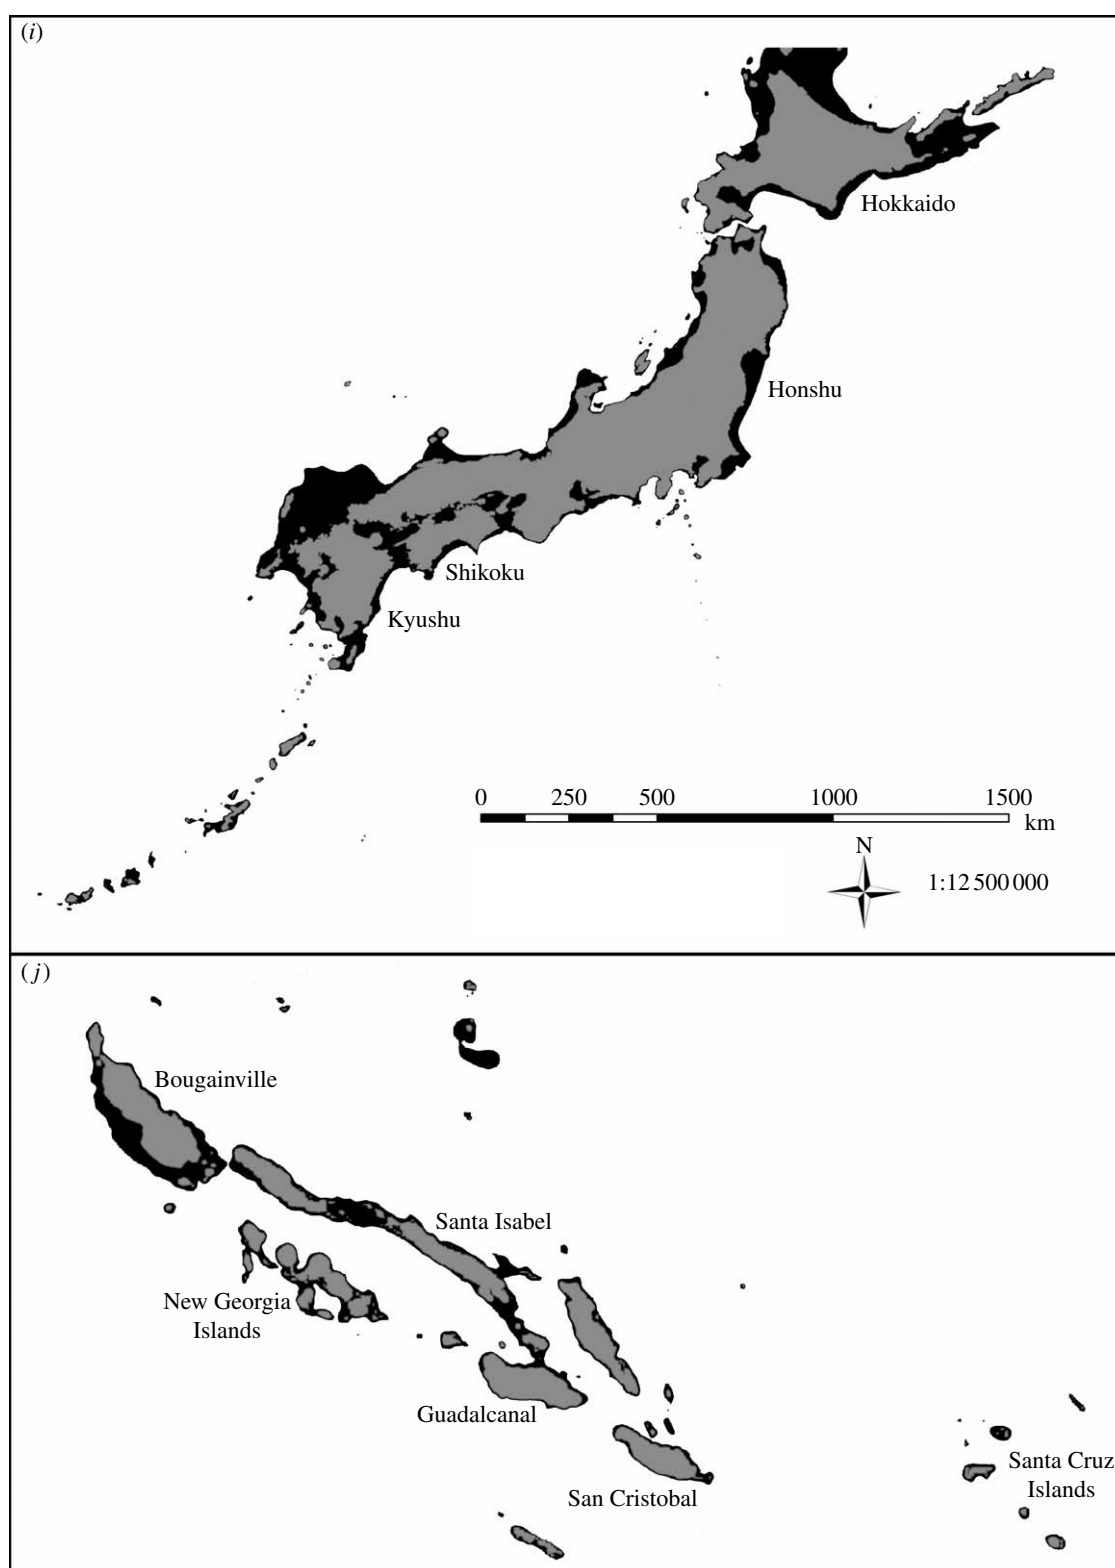 (i)
Hokkaido
Honshu
Shikoku
Kyushu
0 250 500 1000 1500
km
N
1:12 500 000
(j)
Bougainville
Santa Isabel
New Georgia
Islands
Guadalcanal
San Cristobal
Santa Cruz
Islands